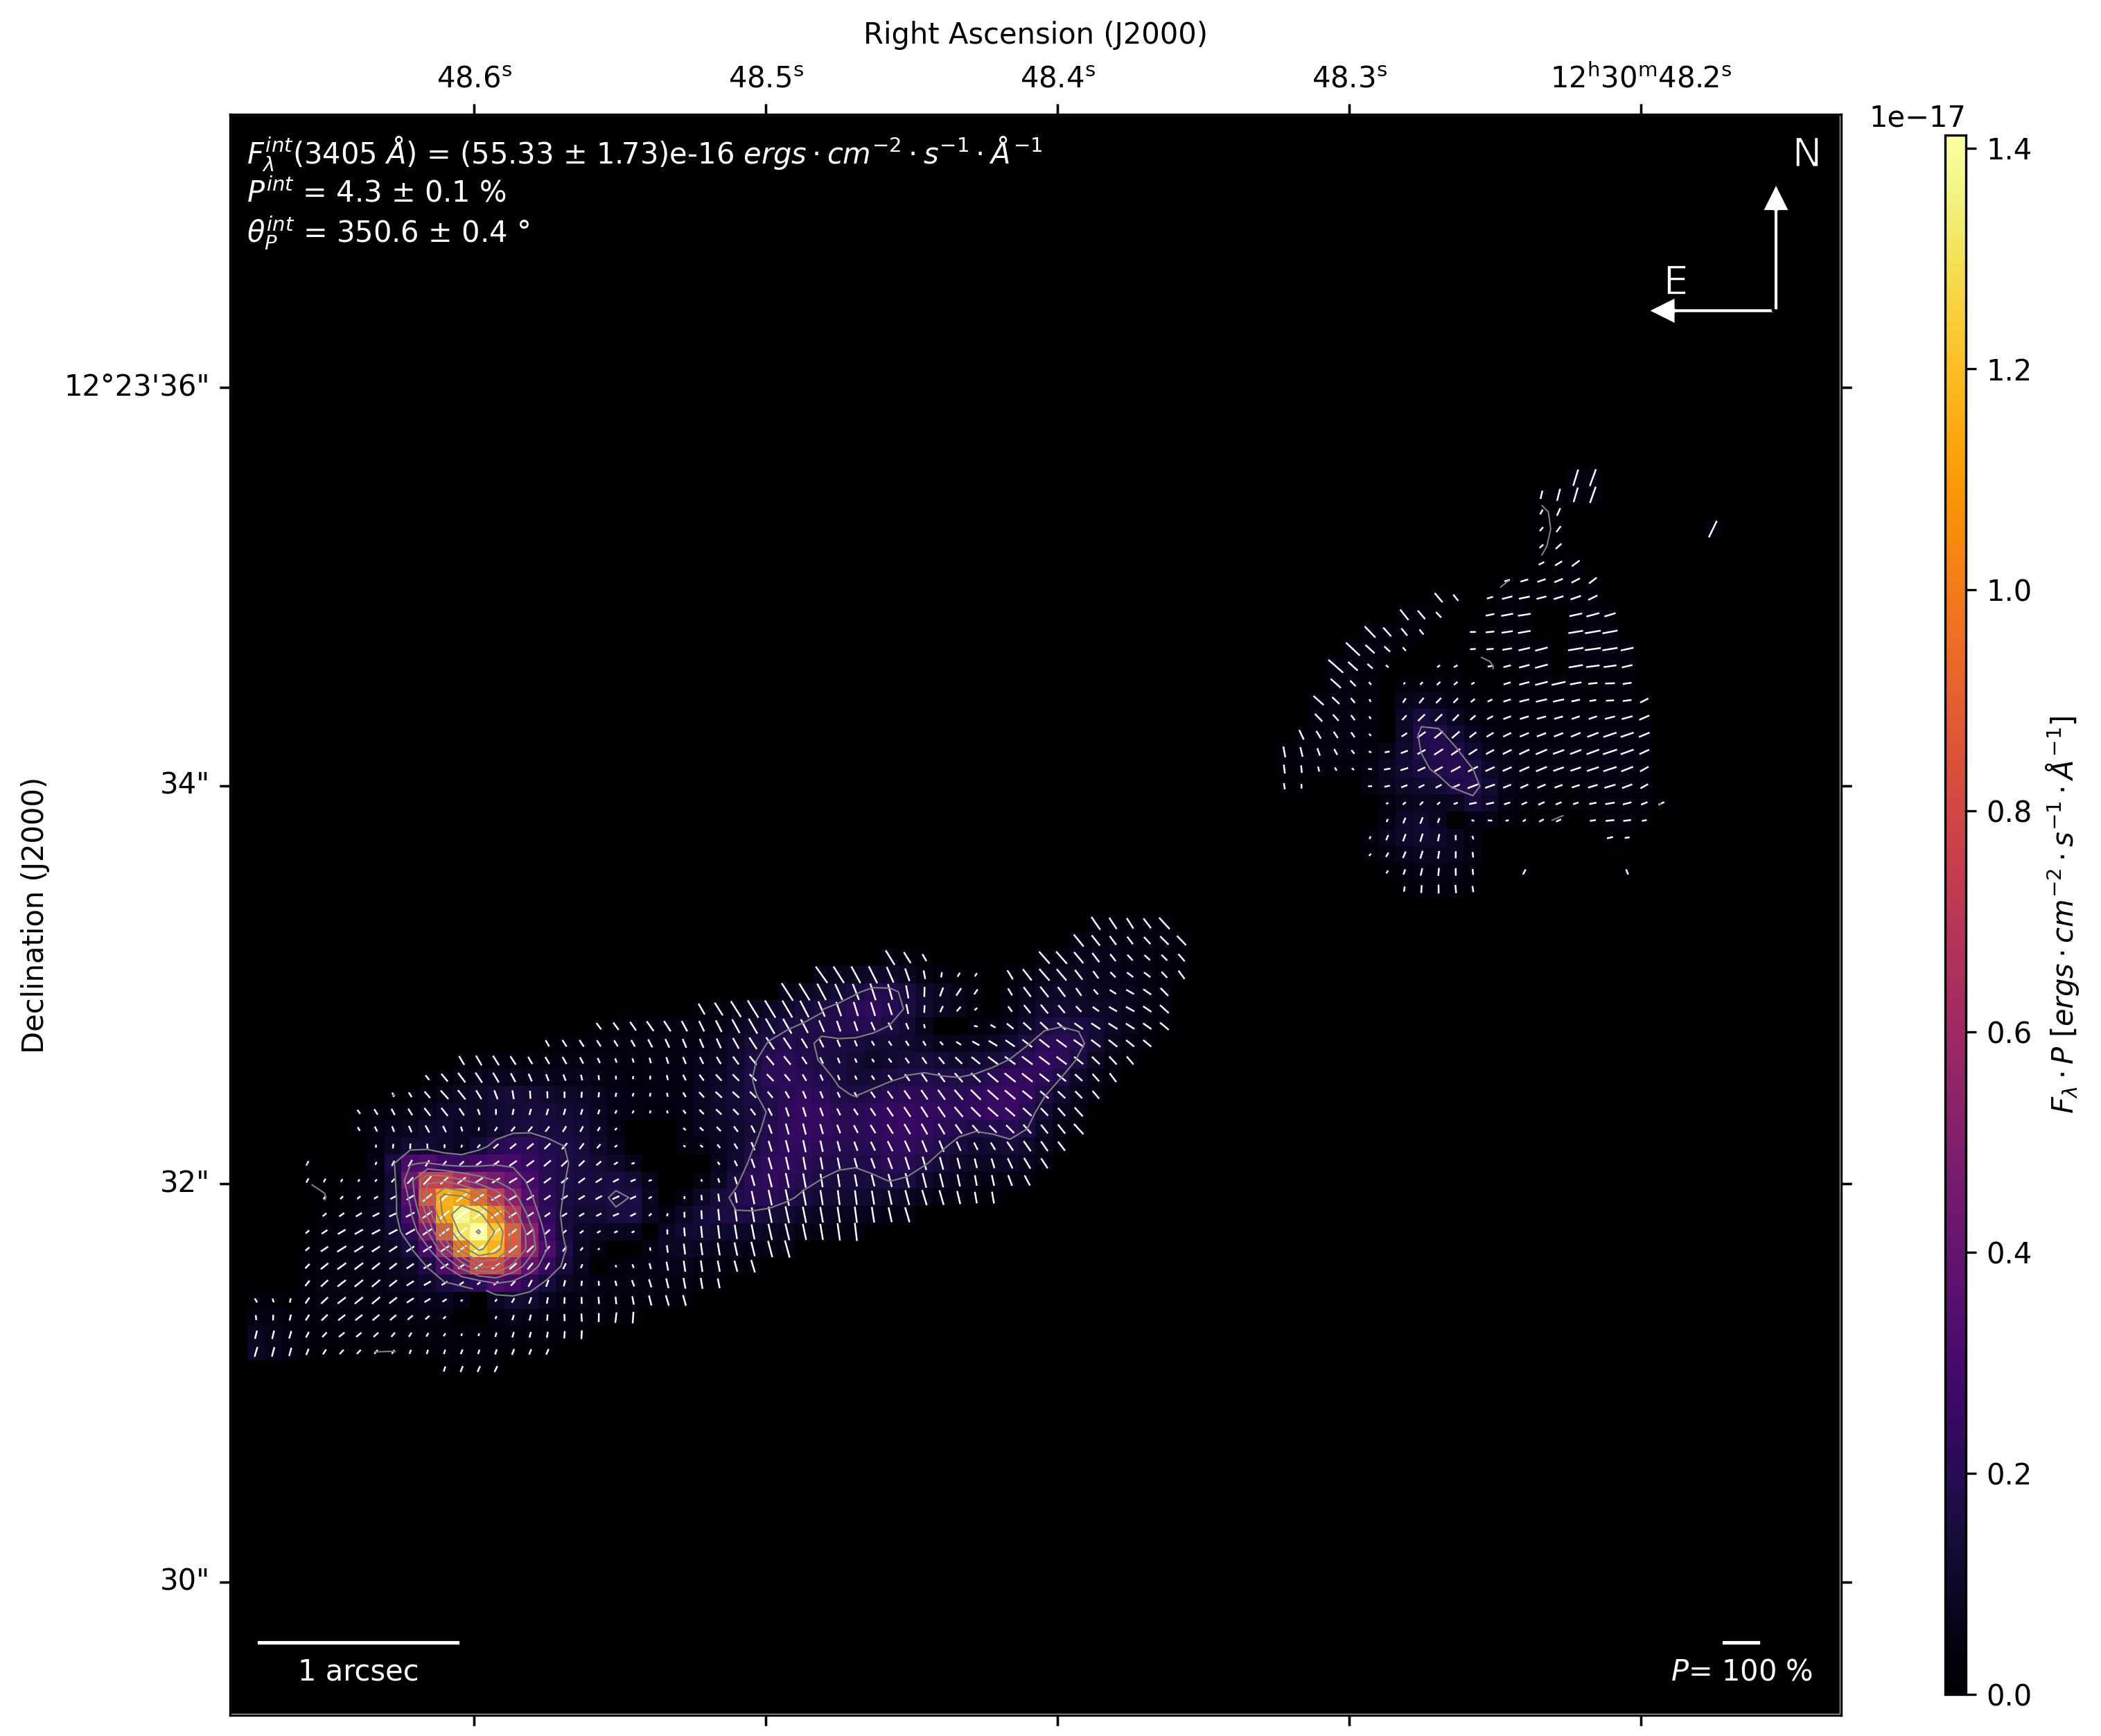 Right Ascension (J2000)
48.6ˢ 48.5ˢ 48.4ˢ 48.3ˢ 12ʰ30ᵐ48.2ˢ
1e−17
F_λ^int(3405 Å) = (55.33 ± 1.73)e-16 ergs · cm⁻² · s⁻¹ · Å⁻¹
P^int = 4.3 ± 0.1 %
θ_P^int = 350.6 ± 0.4 °
N
E
12°23'36"
34"
32"
30"
Declination (J2000)
1 arcsec
P= 100 %
1.4
1.2
1.0
0.8
0.6
0.4
0.2
0.0
F_λ · P [ergs · cm⁻² · s⁻¹ · Å⁻¹]